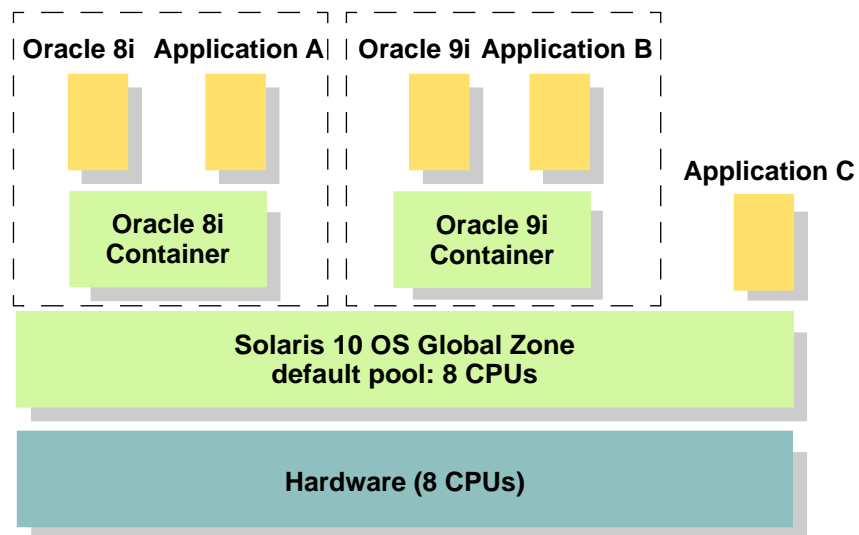 Oracle 8i
Application A
Oracle 9i
Application B
Application C
Oracle 8i
Container
Oracle 9i
Container
Solaris 10 OS Global Zone
default pool: 8 CPUs
Hardware (8 CPUs)